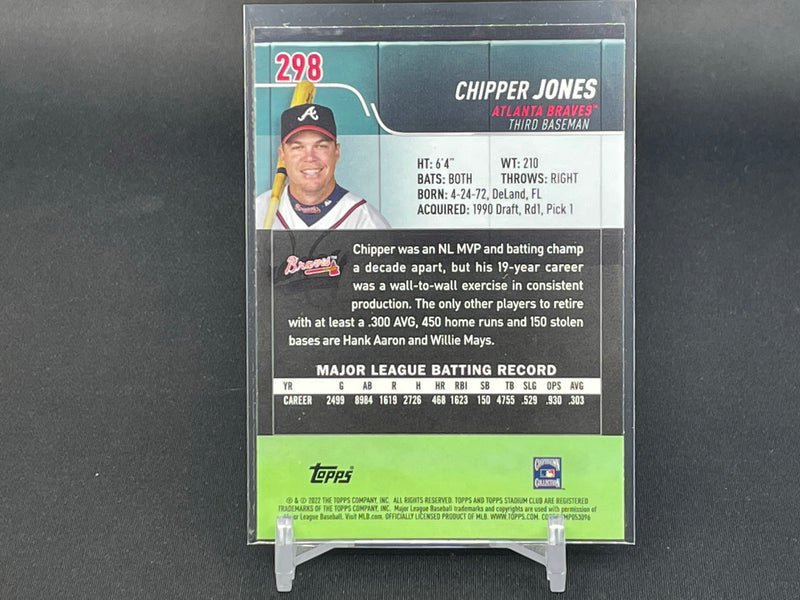 298
CHIPPER JONES
ATLANTA BRAVES™
THIRD BASEMAN
HT: 6'4" WT: 210
BATS: BOTH THROWS: RIGHT
BORN: 4-24-72, DeLand, FL
ACQUIRED: 1990 Draft, Rd1, Pick 1
Braves
Chipper was an NL MVP and batting champ
a decade apart, but his 19-year career
was a wall-to-wall exercise in consistent
production. The only other players to retire
with at least a .300 AVG, 450 home runs and 150 stolen
bases are Hank Aaron and Willie Mays.
MAJOR LEAGUE BATTING RECORD
YR G AB R H HR RBI SB TB SLG OPS AVG
CAREER 2499 8984 1619 2726 468 1623 150 4755 .529 .930 .303
Topps
COOPERSTOWN
COLLECTION
® & © 2022 THE TOPPS COMPANY, INC. ALL RIGHTS RESERVED. TOPPS AND TOPPS STADIUM CLUB ARE REGISTERED
TRADEMARKS OF THE TOPPS COMPANY, INC. Major League Baseball trademarks and copyrights are used with permission of
Major League Baseball. Visit MLB.com. OFFICIALLY LICENSED PRODUCT OF MLB. WWW.TOPPS.COM.